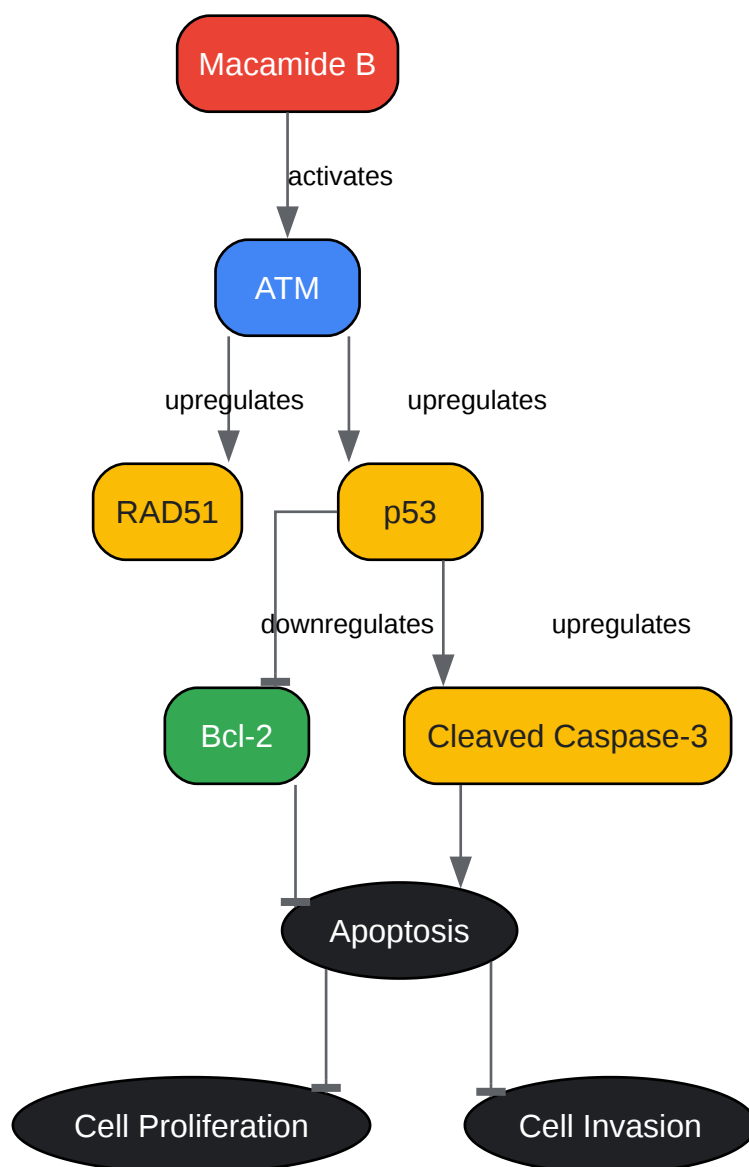 Macamide B
activates
ATM
upregulates
upregulates
RAD51
p53
downregulates
upregulates
Bcl-2
Cleaved Caspase-3
Apoptosis
Cell Proliferation
Cell Invasion